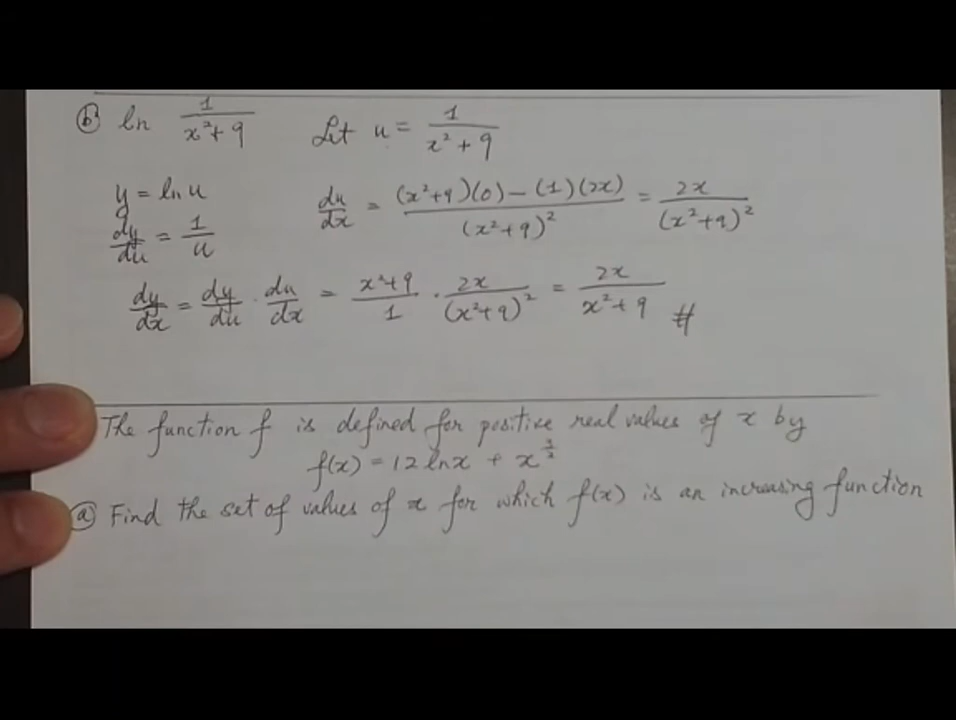 ⓑ ln 1/(x²+9) Let u = 1/(x²+9)
y = ln u du/dx = ((x²+9)(0) − (1)(2x))/(x²+9)² = 2x/(x²+9)²
dy/du = 1/u
dy/dx = dy/du · du/dx = (x²+9)/1 · 2x/(x²+9)² = 2x/(x²+9) #
The function f is defined for positive real values of x by
f(x) = 12 ln x + x^(3/2)
ⓐ Find the set of values of x for which f(x) is an increasing function